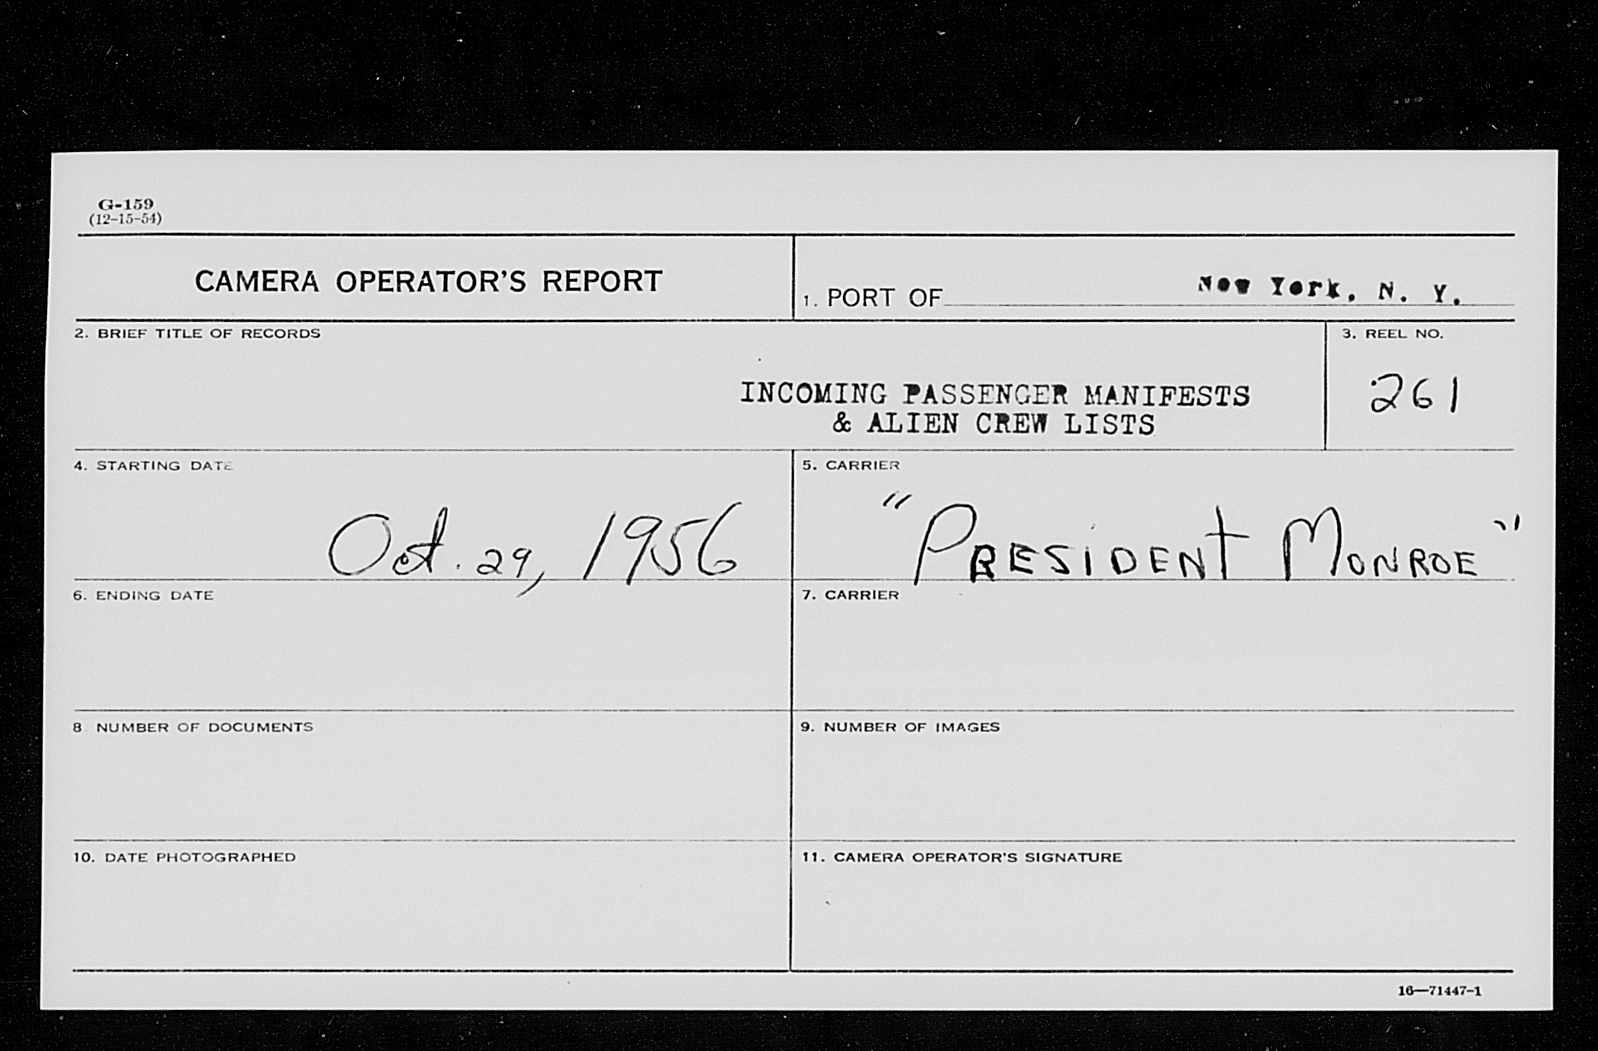 G-159
(12-15-54)
CAMERA OPERATOR'S REPORT
1. PORT OF New York, N. Y.
2. BRIEF TITLE OF RECORDS
INCOMING PASSENGER MANIFESTS
& ALIEN CREW LISTS
3. REEL NO.
261
4. STARTING DATE
Oct. 29, 1956
5. CARRIER
"PRESIDENT MONROE"
6. ENDING DATE
7. CARRIER
8 NUMBER OF DOCUMENTS
9. NUMBER OF IMAGES
10. DATE PHOTOGRAPHED
11. CAMERA OPERATOR'S SIGNATURE
16—71447-1